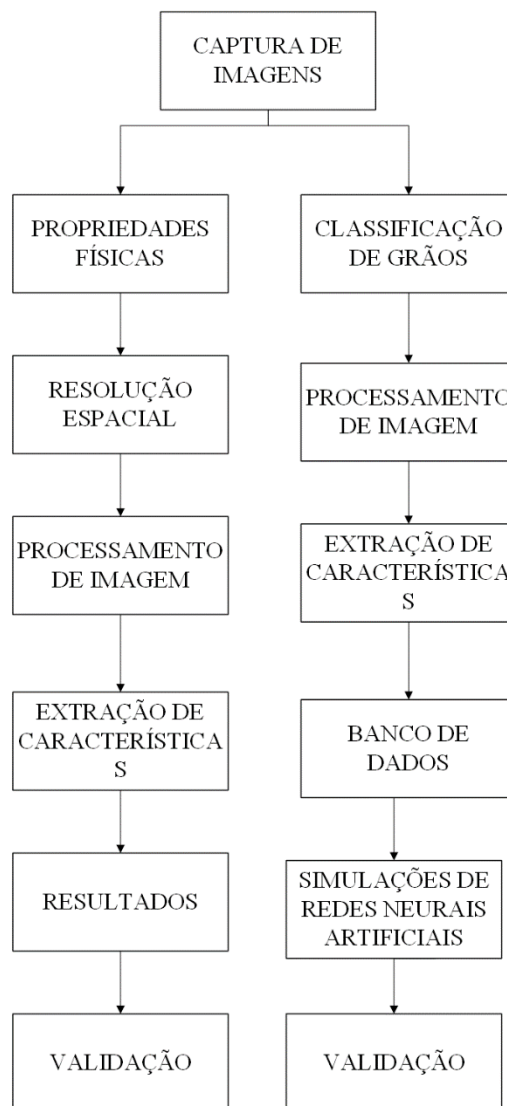 CAPTURA DE
IMAGENS
PROPRIEDADES
FÍSICAS
RESOLUÇÃO
ESPACIAL
PROCESSAMENTO
DE IMAGEM
EXTRAÇÃO DE
CARACTERÍSTICA
S
RESULTADOS
VALIDAÇÃO
CLASSIFICAÇÃO
DE GRÃOS
PROCESSAMENTO
DE IMAGEM
EXTRAÇÃO DE
CARACTERÍSTICA
S
BANCO DE
DADOS
SIMULAÇÕES DE
REDES NEURAIS
ARTIFICIAIS
VALIDAÇÃO